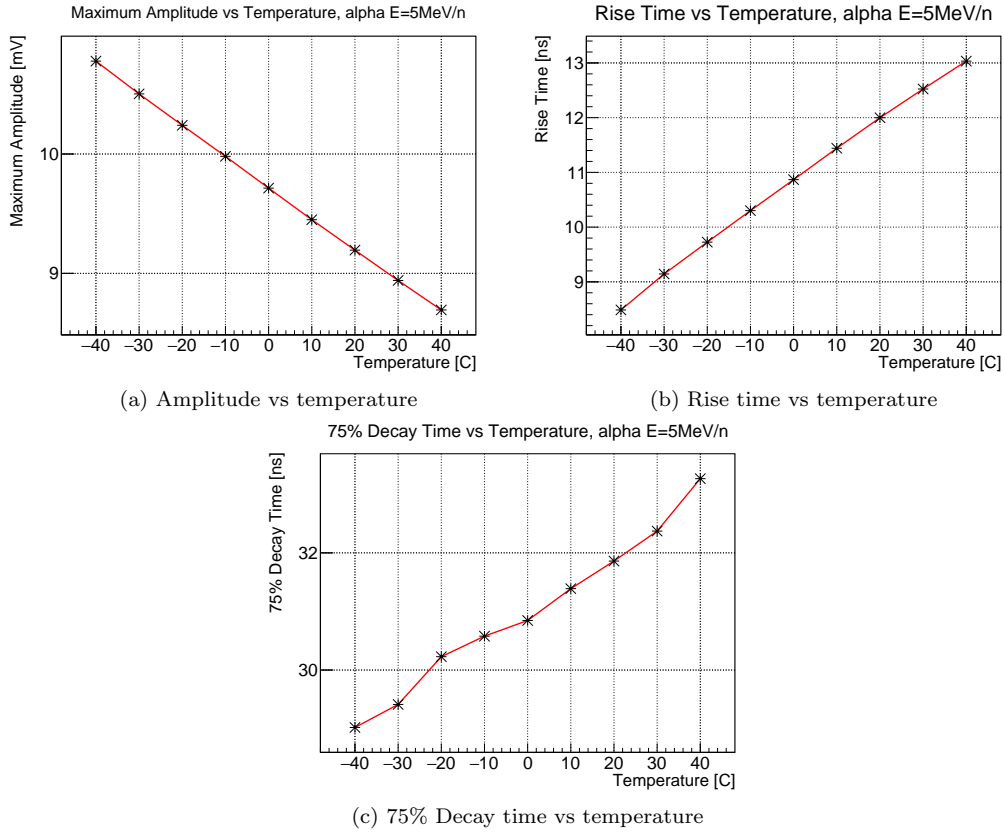 Maximum Amplitude vs Temperature, alpha E=5MeV/n
Maximum Amplitude [mV]
10
9
−40 −30 −20 −10 0 10 20 30 40
Temperature [C]
(a) Amplitude vs temperature
Rise Time vs Temperature, alpha E=5MeV/n
Rise Time [ns]
13
12
11
10
9
−40 −30 −20 −10 0 10 20 30 40
Temperature [C]
(b) Rise time vs temperature
75% Decay Time vs Temperature, alpha E=5MeV/n
75% Decay Time [ns]
32
30
−40 −30 −20 −10 0 10 20 30 40
Temperature [C]
(c) 75% Decay time vs temperature